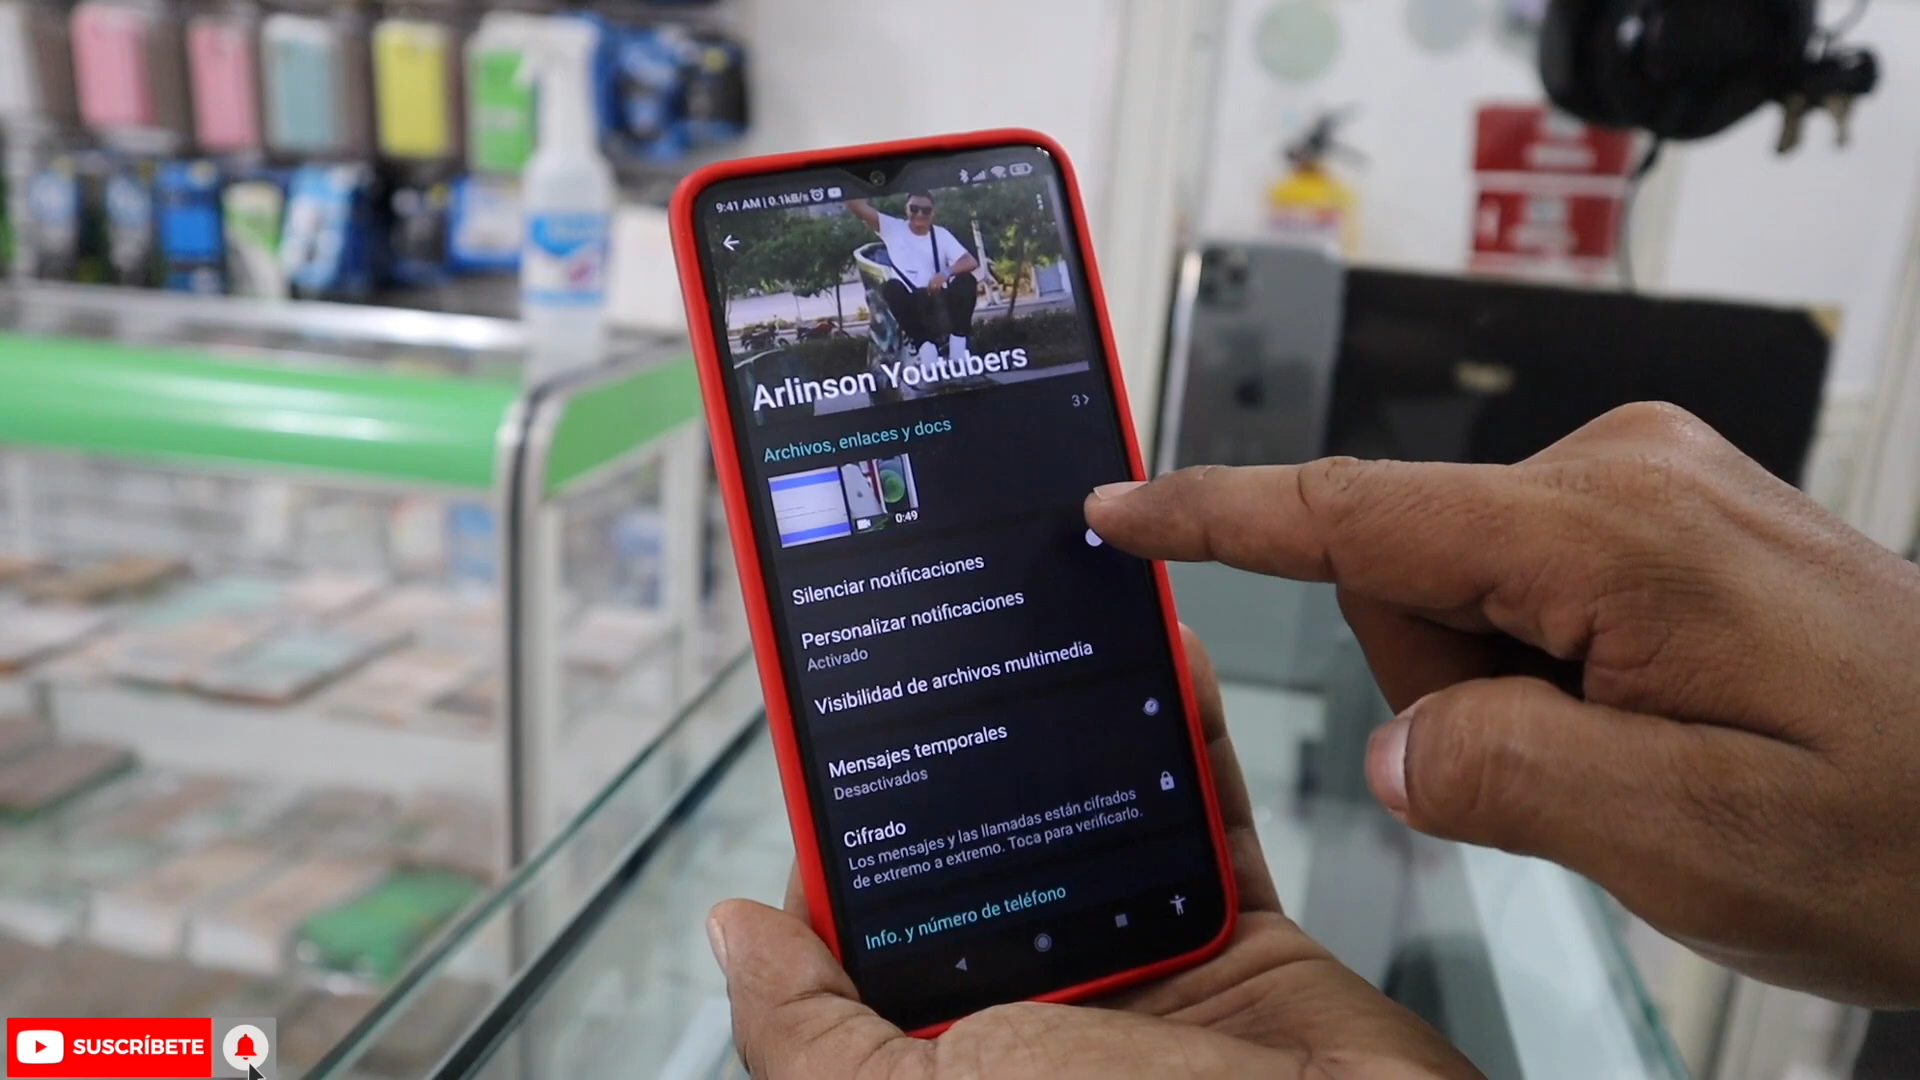 9:41 AM | 0.1kB/s
Arlinson Youtubers
Archivos, enlaces y docs
3 >
0:49
Silenciar notificaciones
Personalizar notificaciones
Activado
Visibilidad de archivos multimedia
Mensajes temporales
Desactivados
Cifrado
Los mensajes y las llamadas están cifrados
de extremo a extremo. Toca para verificarlo.
Info. y número de teléfono
SUSCRÍBETE